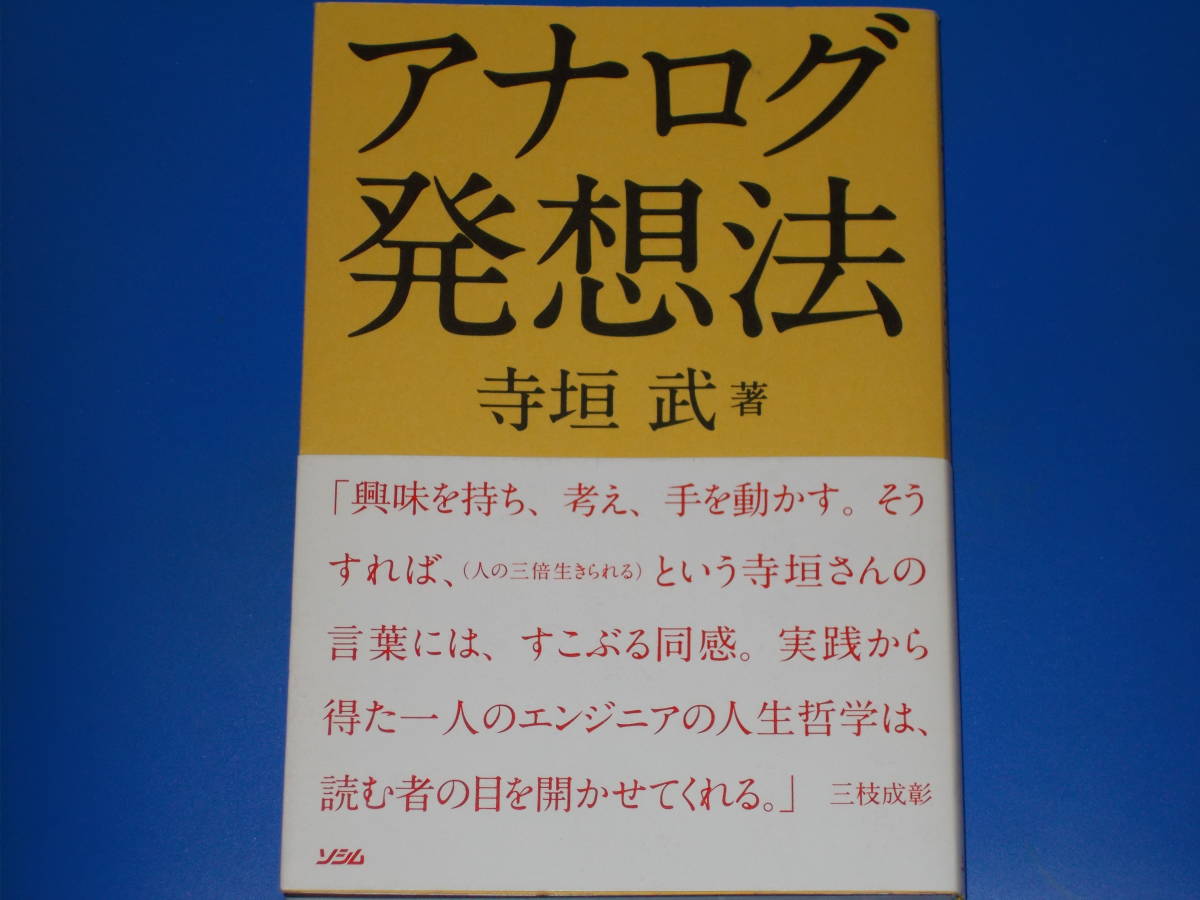 アナログ
発想法
寺垣 武 著
「興味を持ち、考え、手を動かす。そう
すれば、(人の三倍生きられる)という寺垣さんの
言葉には、すこぶる同感。実践から
得た一人のエンジニアの人生哲学は、
読む者の目を開かせてくれる。」 三枝成彰
ソシム